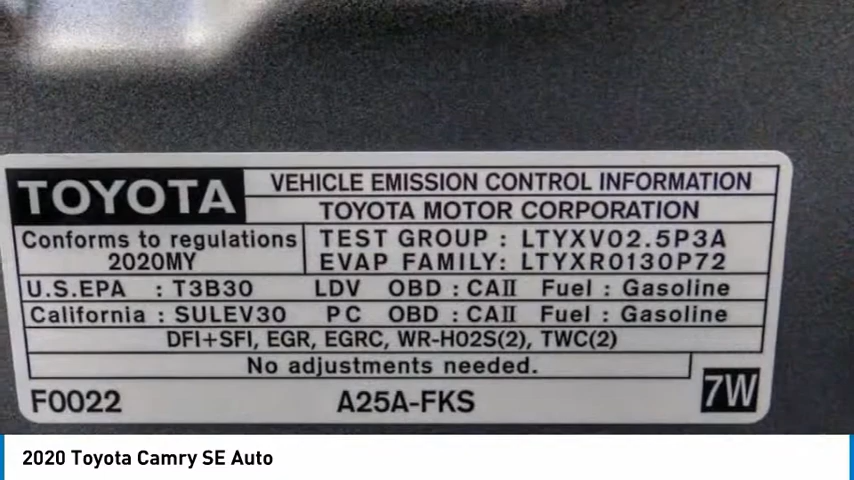 TOYOTA
VEHICLE EMISSION CONTROL INFORMATION
TOYOTA MOTOR CORPORATION
Conforms to regulations
2020MY
TEST GROUP : LTYXV02.5P3A
EVAP FAMILY: LTYXR0130P72
U.S.EPA : T3B30 LDV OBD : CAII Fuel : Gasoline
California : SULEV30 PC OBD : CAII Fuel : Gasoline
DFI+SFI, EGR, EGRC, WR-HO2S(2), TWC(2)
No adjustments needed.
F0022 A25A-FKS 7W
2020 Toyota Camry SE Auto